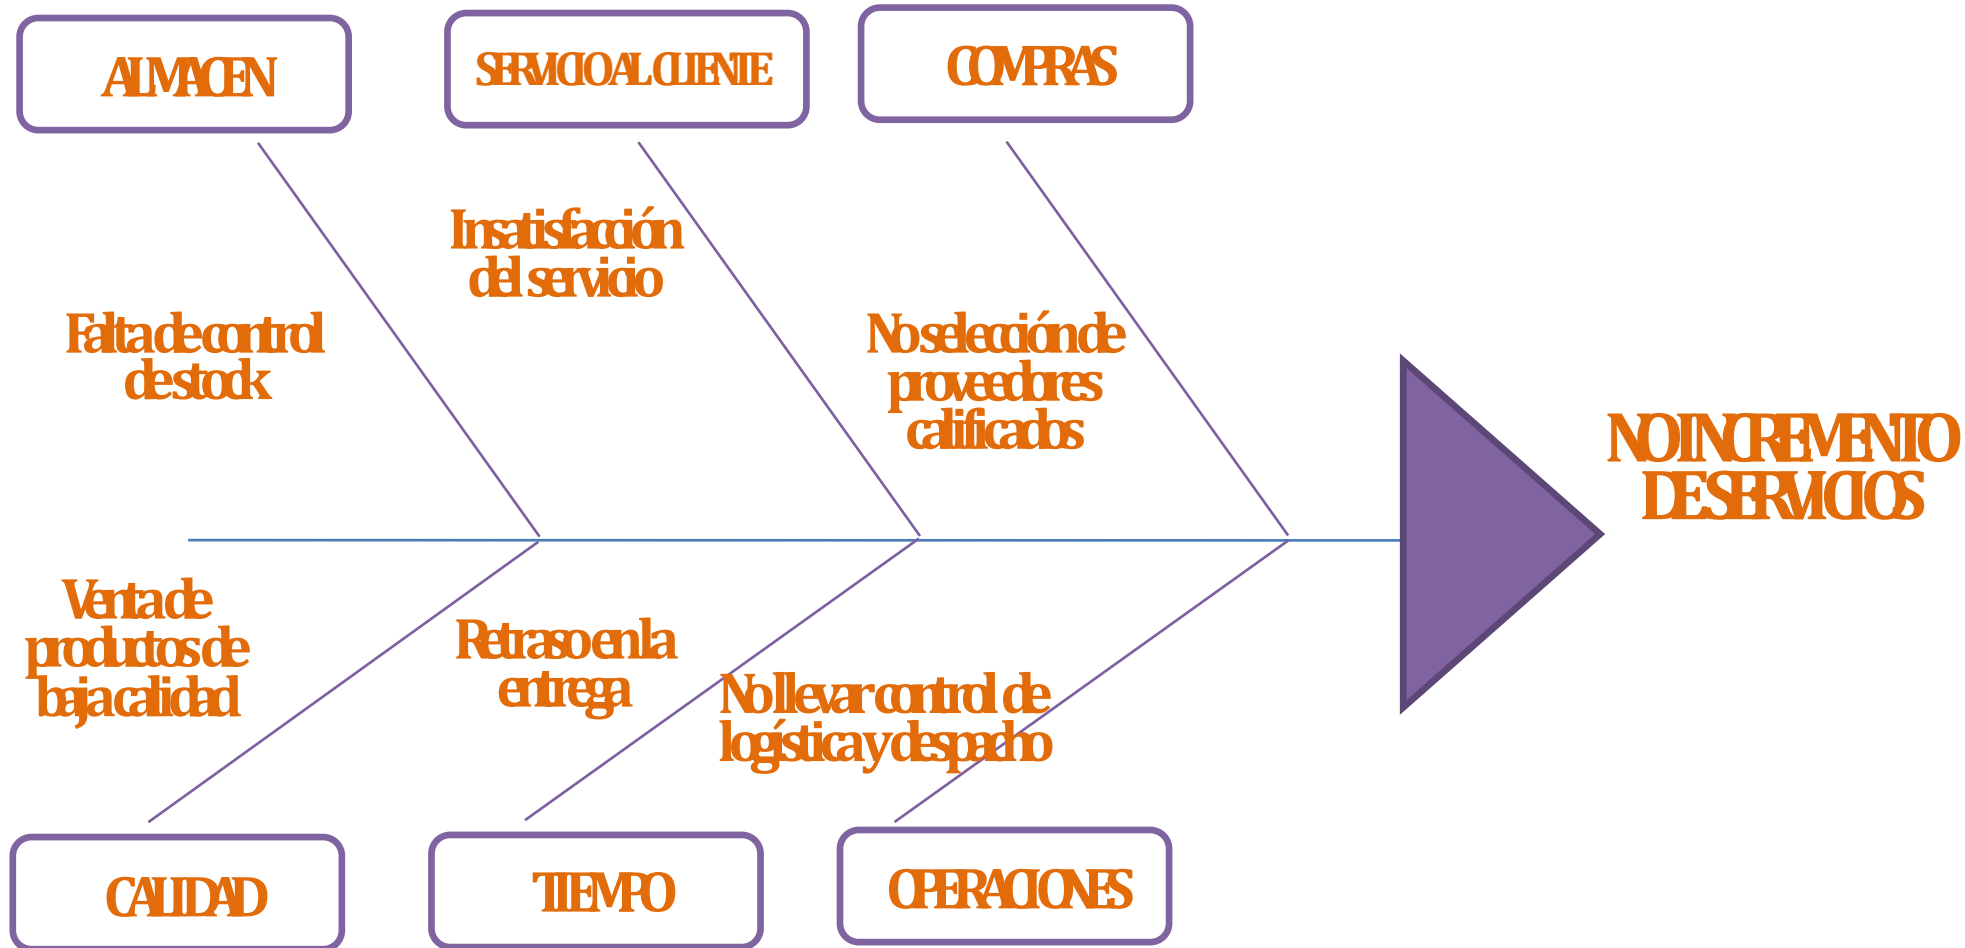 ALMACEN
SERVICIO AL CLIENTE
COMPRAS
Insatisfacción
del servicio
Falta de control
de stock
No selección de
proveedores
calificados
NO INCREMENTO
DE SERVICIOS
Venta de
productos de
baja calidad
Retraso en la
entrega
No llevar control de
logística y despacho
CALIDAD
TIEMPO
OPERACIONES